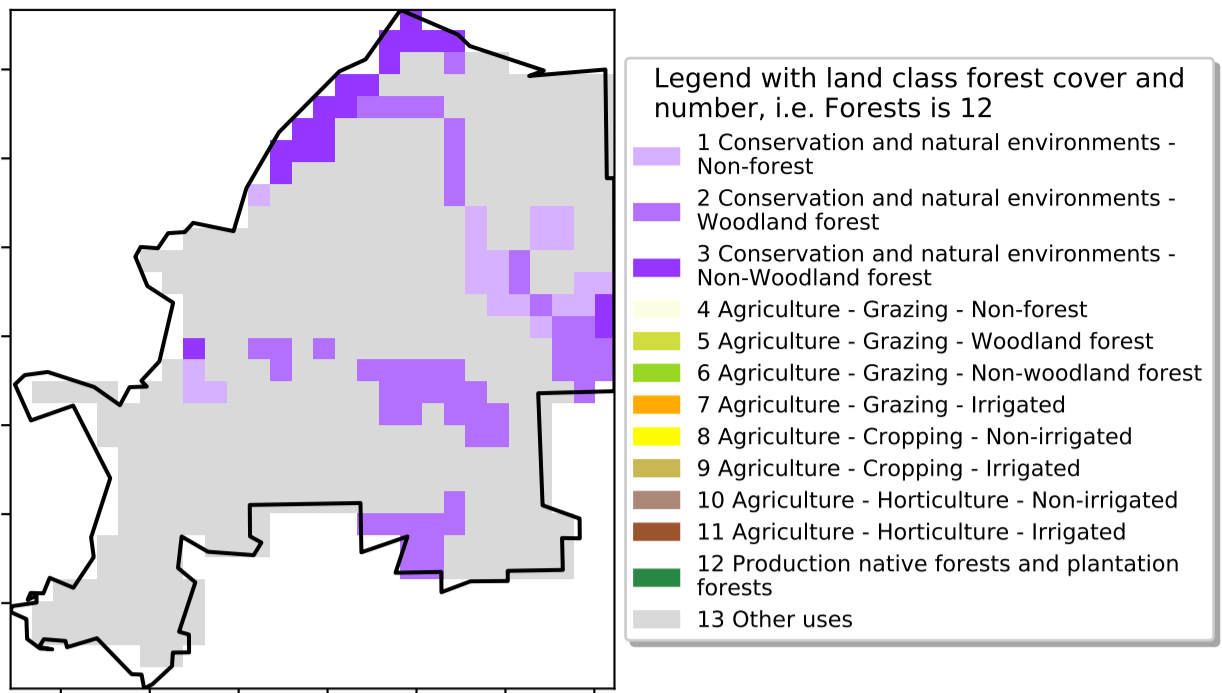 Legend with land class forest cover and
number, i.e. Forests is 12
1 Conservation and natural environments -
Non-forest
2 Conservation and natural environments -
Woodland forest
3 Conservation and natural environments -
Non-Woodland forest
4 Agriculture - Grazing - Non-forest
5 Agriculture - Grazing - Woodland forest
6 Agriculture - Grazing - Non-woodland forest
7 Agriculture - Grazing - Irrigated
8 Agriculture - Cropping - Non-irrigated
9 Agriculture - Cropping - Irrigated
10 Agriculture - Horticulture - Non-irrigated
11 Agriculture - Horticulture - Irrigated
12 Production native forests and plantation
forests
13 Other uses